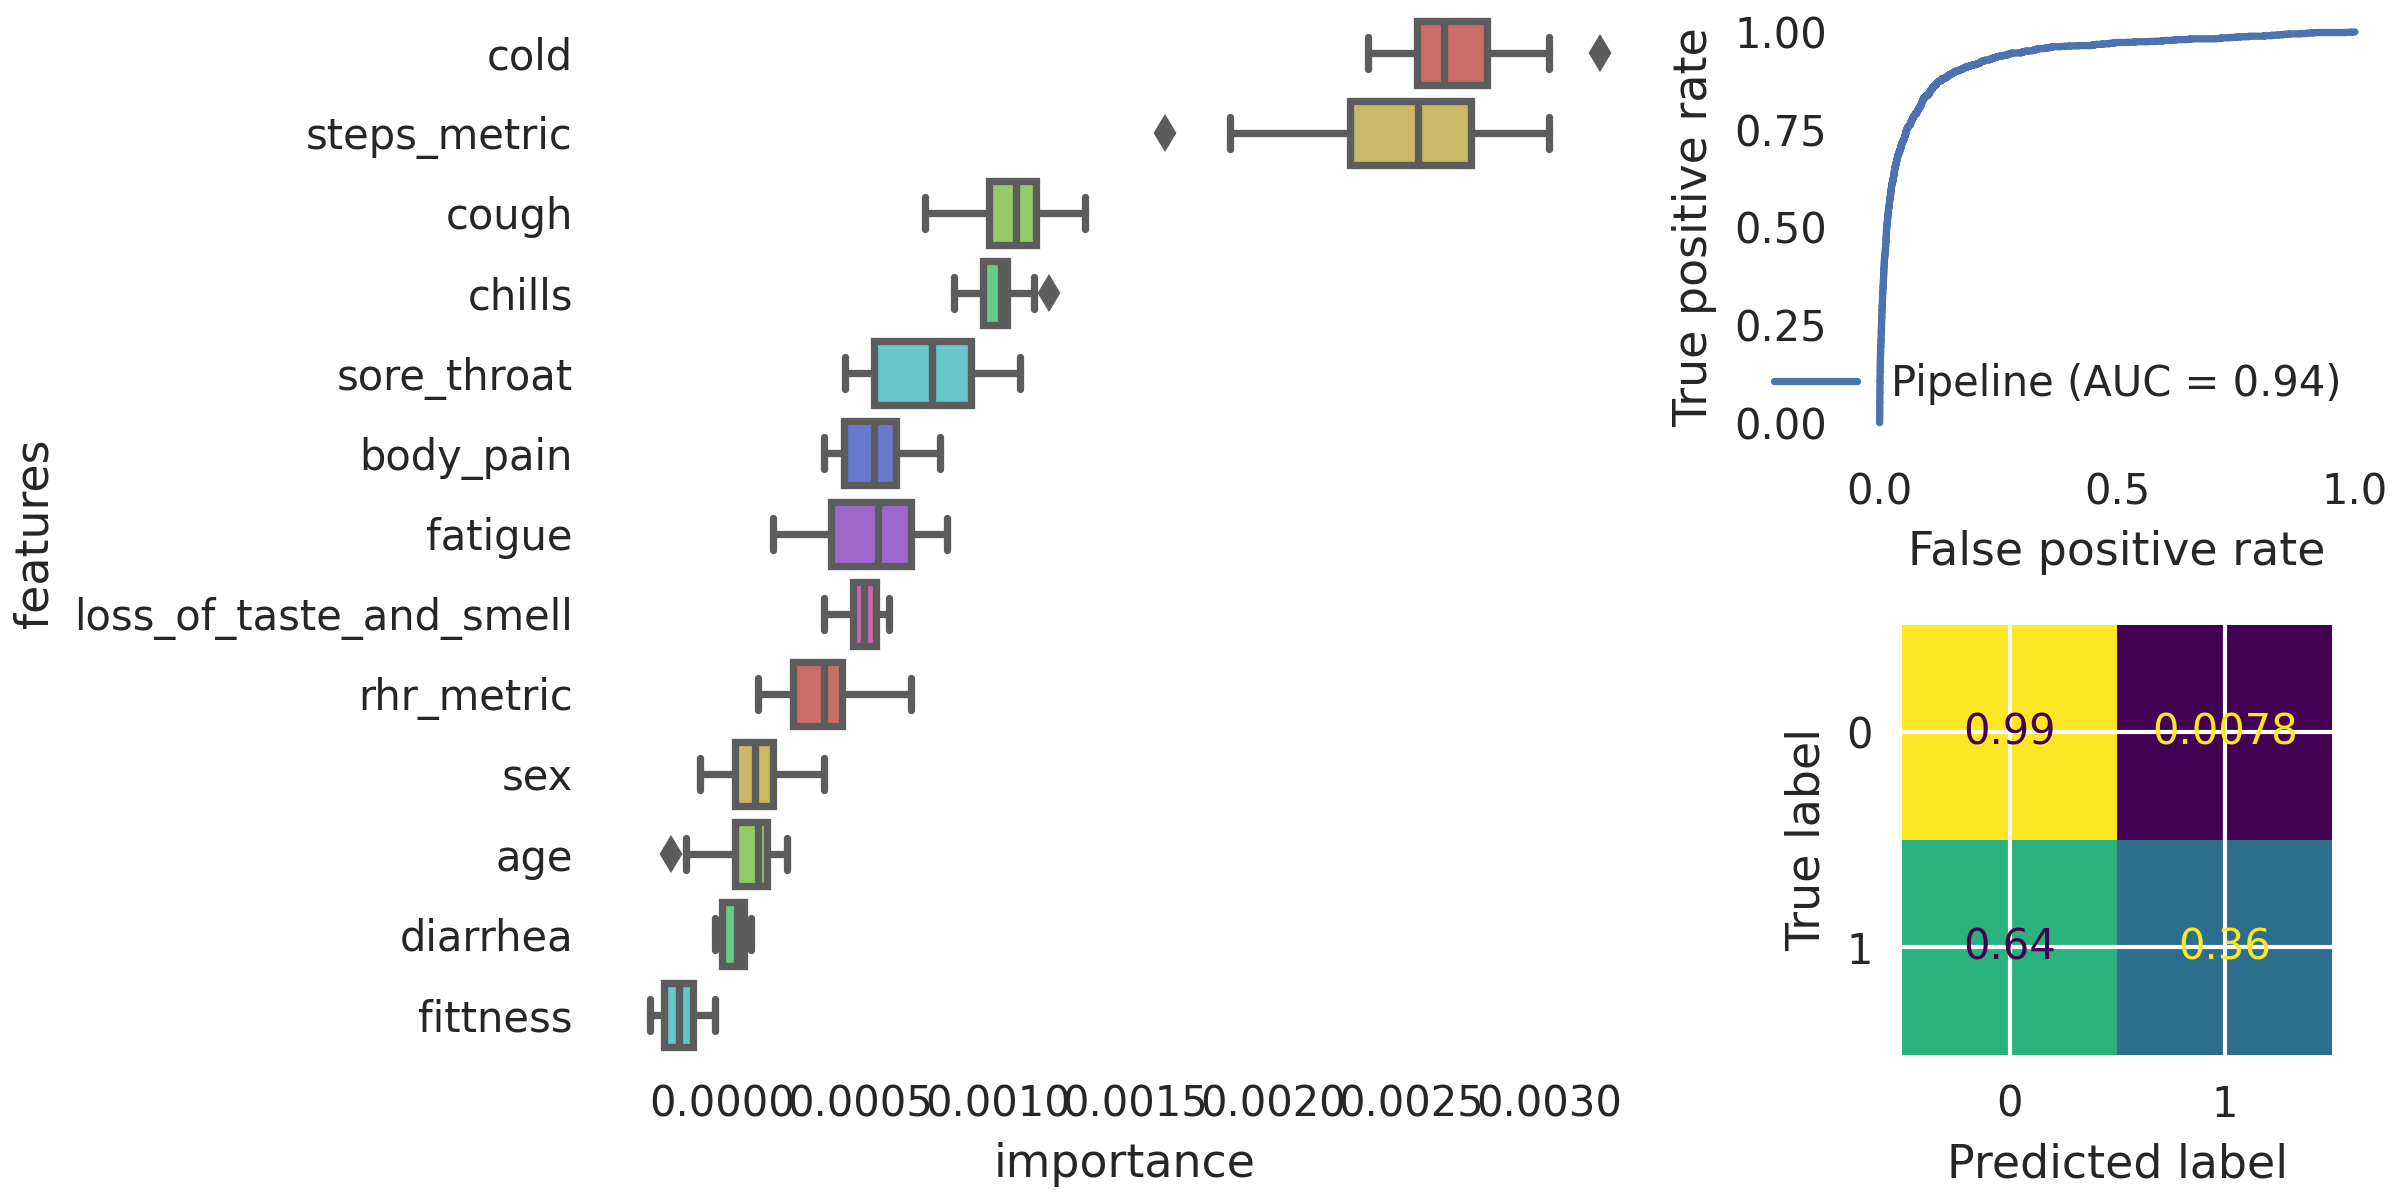 features
cold
steps_metric
cough
chills
sore_throat
body_pain
fatigue
loss_of_taste_and_smell
rhr_metric
sex
age
diarrhea
fittness
0.0000 0.0005 0.0010 0.0015 0.0020 0.0025 0.0030
importance
True positive rate
1.00
0.75
0.50
0.25
0.00
Pipeline (AUC = 0.94)
0.0 0.5 1.0
False positive rate
True label
0
1
0.99 0.0078
0.64 0.36
0 1
Predicted label